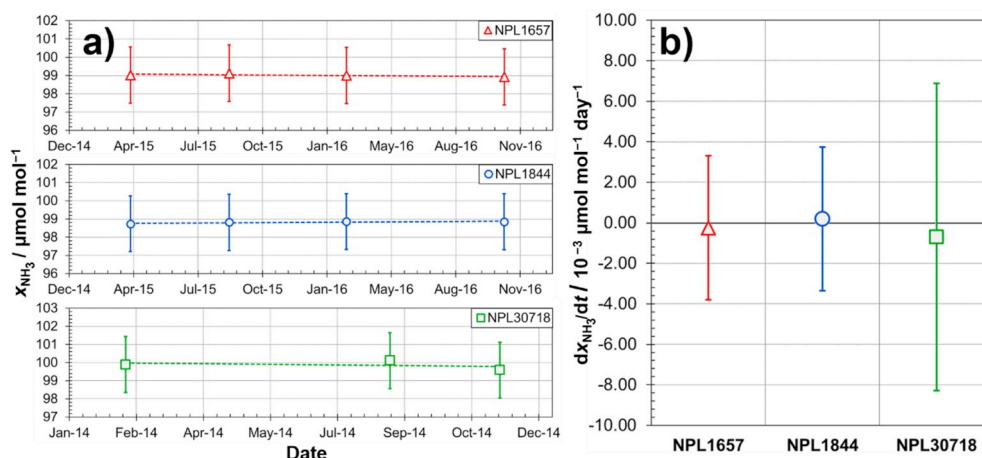 a)
NPL1657
102
101
100
99
98
97
96
Dec-14 Apr-15 Jul-15 Oct-15 Jan-16 May-16 Aug-16 Nov-16
NPL1844
102
101
100
99
98
97
96
Dec-14 Apr-15 Jul-15 Oct-15 Jan-16 May-16 Aug-16 Nov-16
NPL30718
103
102
101
100
99
98
97
Jan-14 Feb-14 Apr-14 May-14 Jul-14 Sep-14 Oct-14 Dec-14
xNH₃ / µmol mol⁻¹
Date
b)
10.00
8.00
6.00
4.00
2.00
0.00
-2.00
-4.00
-6.00
-8.00
-10.00
dxNH₃/dt / 10⁻³ µmol mol⁻¹ day⁻¹
NPL1657 NPL1844 NPL30718